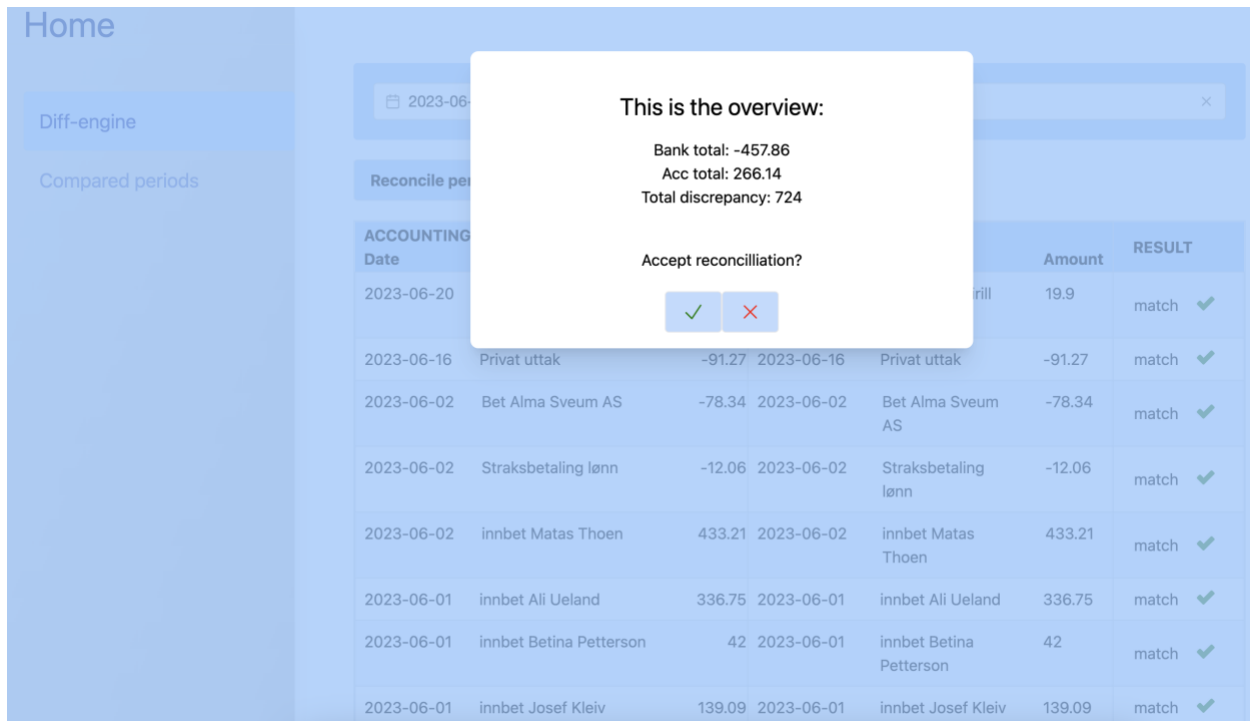 Home
Diff-engine
Compared periods
2023-06-
This is the overview:
Bank total: -457.86
Acc total: 266.14
Total discrepancy: 724
Accept reconcilliation?
Reconcile
ACCOUNTING
Date Amount RESULT
2023-06-20 19.9 match
2023-06-16 Privat uttak -91.27 2023-06-16 Privat uttak -91.27 match
2023-06-02 Bet Alma Sveum AS -78.34 2023-06-02 Bet Alma Sveum -78.34 match
AS
2023-06-02 Straksbetaling lønn -12.06 2023-06-02 Straksbetaling -12.06 match
lønn
2023-06-02 innbet Matas Thoen 433.21 2023-06-02 innbet Matas 433.21 match
Thoen
2023-06-01 innbet Ali Ueland 336.75 2023-06-01 innbet Ali Ueland 336.75 match
2023-06-01 innbet Betina Petterson 42 2023-06-01 innbet Betina 42 match
Petterson
2023-06-01 innbet Josef Kleiv 139.09 2023-06-01 innbet Josef Kleiv 139.09 match